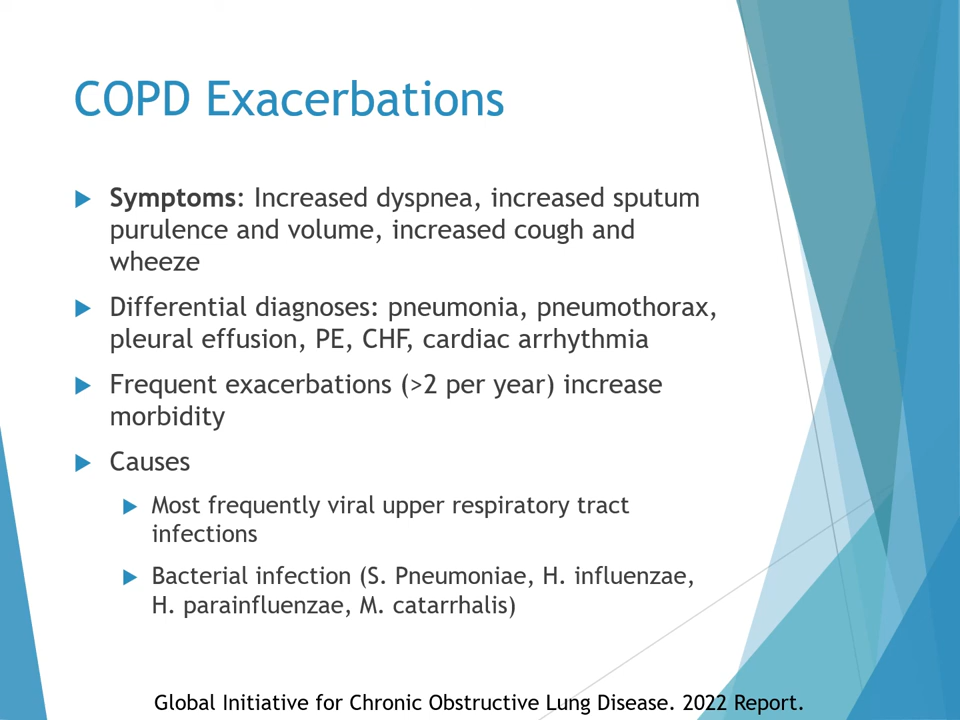 COPD Exacerbations
Symptoms: Increased dyspnea, increased sputum
purulence and volume, increased cough and
wheeze
Differential diagnoses: pneumonia, pneumothorax,
pleural effusion, PE, CHF, cardiac arrhythmia
Frequent exacerbations (>2 per year) increase
morbidity
Causes
Most frequently viral upper respiratory tract
infections
Bacterial infection (S. Pneumoniae, H. influenzae,
H. parainfluenzae, M. catarrhalis)
Global Initiative for Chronic Obstructive Lung Disease. 2022 Report.